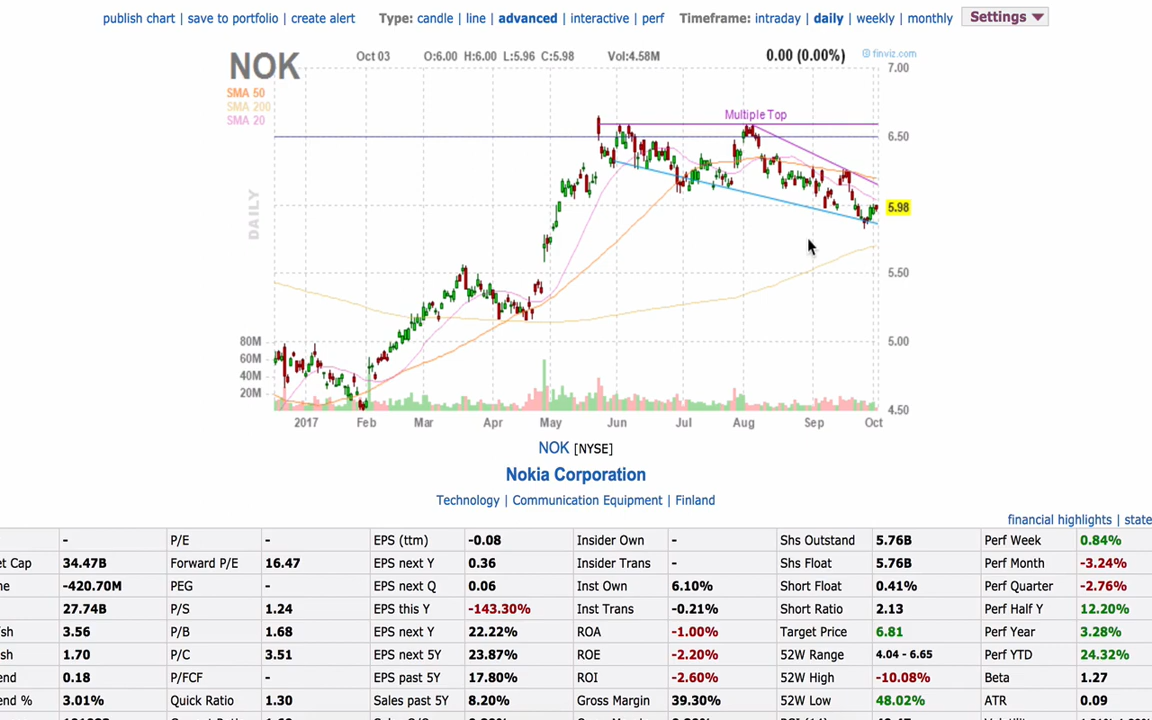 publish chart | save to portfolio | create alert Type: candle | line | advanced | interactive | perf Timeframe: intraday | daily | weekly | monthly Settings
NOK Oct 03 O:6.00 H:6.00 L:5.96 C:5.98 Vol:4.58M 0.00 (0.00%) finviz.com
7.00
SMA 50
SMA 200
SMA 20
Multiple Top
6.50
DAILY
5.98
5.50
80M 5.00
60M
40M
20M
4.50
2017 Feb Mar Apr May Jun Jul Aug Sep Oct
NOK [NYSE]
Nokia Corporation
Technology | Communication Equipment | Finland
financial highlights | state
- P/E - EPS (ttm) -0.08 Insider Own - Shs Outstand 5.76B Perf Week 0.84%
et Cap 34.47B Forward P/E 16.47 EPS next Y 0.36 Insider Trans - Shs Float 5.76B Perf Month -3.24%
ne -420.70M PEG - EPS next Q 0.06 Inst Own 6.10% Short Float 0.41% Perf Quarter -2.76%
27.74B P/S 1.24 EPS this Y -143.30% Inst Trans -0.21% Short Ratio 2.13 Perf Half Y 12.20%
sh 3.56 P/B 1.68 EPS next Y 22.22% ROA -1.00% Target Price 6.81 Perf Year 3.28%
sh 1.70 P/C 3.51 EPS next 5Y 23.87% ROE -2.20% 52W Range 4.04 - 6.65 Perf YTD 24.32%
end 0.18 P/FCF - EPS past 5Y 17.80% ROI -2.60% 52W High -10.08% Beta 1.27
end % 3.01% Quick Ratio 1.30 Sales past 5Y 8.20% Gross Margin 39.30% 52W Low 48.02% ATR 0.09